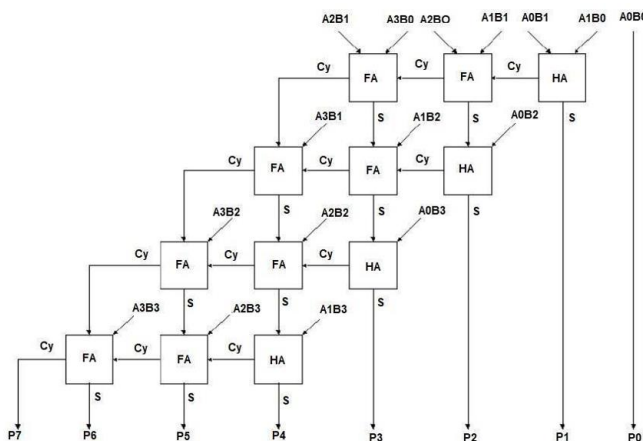 A2B1 A3B0 A2BO A1B1 A0B1 A1B0 A0B0
Cy Cy Cy
FA FA HA
S S S
A3B1 A1B2 A0B2
Cy Cy Cy
FA FA HA
S S S
A3B2 A2B2 A0B3
Cy Cy Cy
FA FA HA
S S S
A3B3 A2B3 A1B3
Cy Cy Cy
FA FA HA
S S S
P7 P6 P5 P4 P3 P2 P1 P0